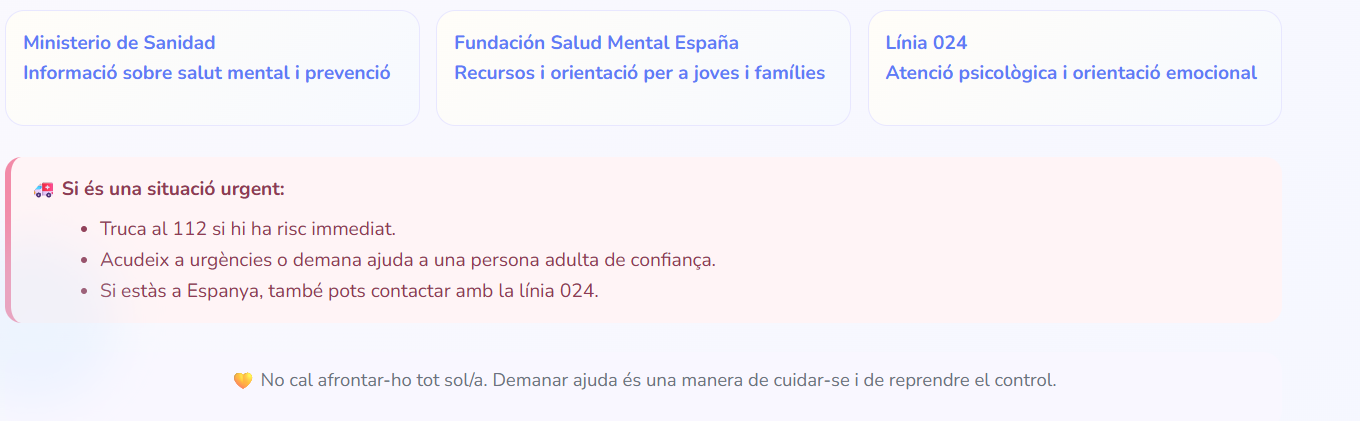 Ministerio de Sanidad
Informació sobre salut mental i prevenció
Fundación Salud Mental España
Recursos i orientació per a joves i famílies
Línia 024
Atenció psicològica i orientació emocional
🚑 Si és una situació urgent:
• Truca al 112 si hi ha risc immediat.
• Acudeix a urgències o demana ajuda a una persona adulta de confiança.
• Si estàs a Espanya, també pots contactar amb la línia 024.
💛 No cal afrontar-ho tot sol/a. Demanar ajuda és una manera de cuidar-se i de reprendre el control.